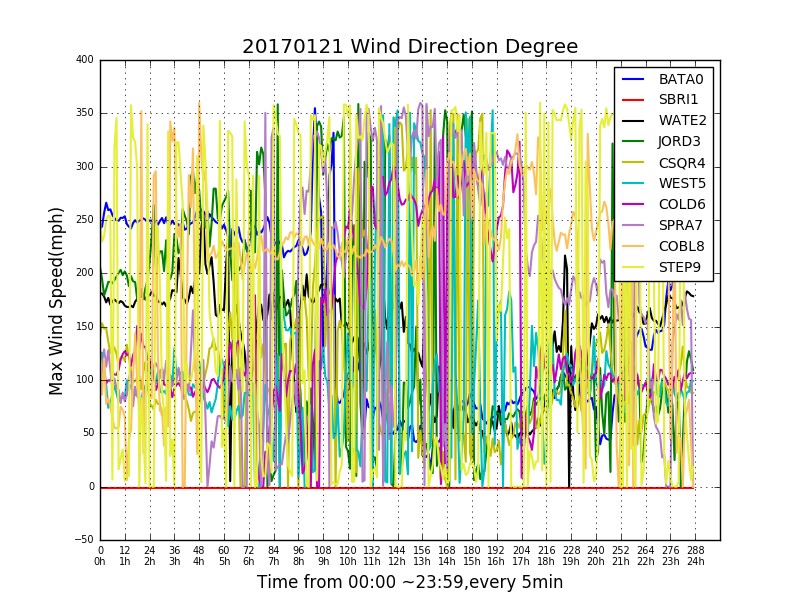 20170121 Wind Direction Degree
Max Wind Speed(mph)
400
350
300
250
200
150
100
50
0
−50
BATA0
SBRI1
WATE2
JORD3
CSQR4
WEST5
COLD6
SPRA7
COBL8
STEP9
0 12 24 36 48 60 72 84 96 108 120 132 144 156 168 180 192 204 216 228 240 252 264 276 288
0h 1h 2h 3h 4h 5h 6h 7h 8h 9h 10h 11h 12h 13h 14h 15h 16h 17h 18h 19h 20h 21h 22h 23h 24h
Time from 00:00 ~23:59,every 5min